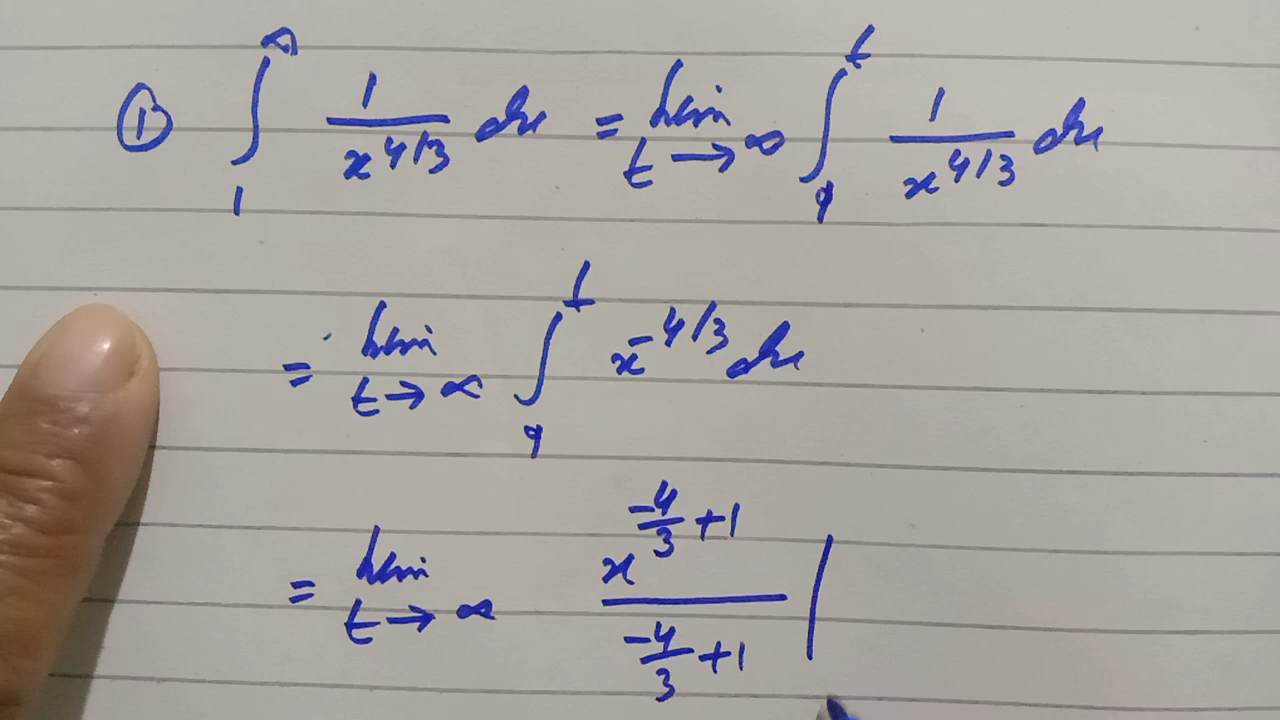 ① ∫₁^∞ 1/x^{4/3} dx = lim_{t→∞} ∫₁^t 1/x^{4/3} dx
= lim_{t→∞} ∫₁^t x^{-4/3} dx
= lim_{t→∞} x^{-4/3 + 1} / (-4/3 + 1) |